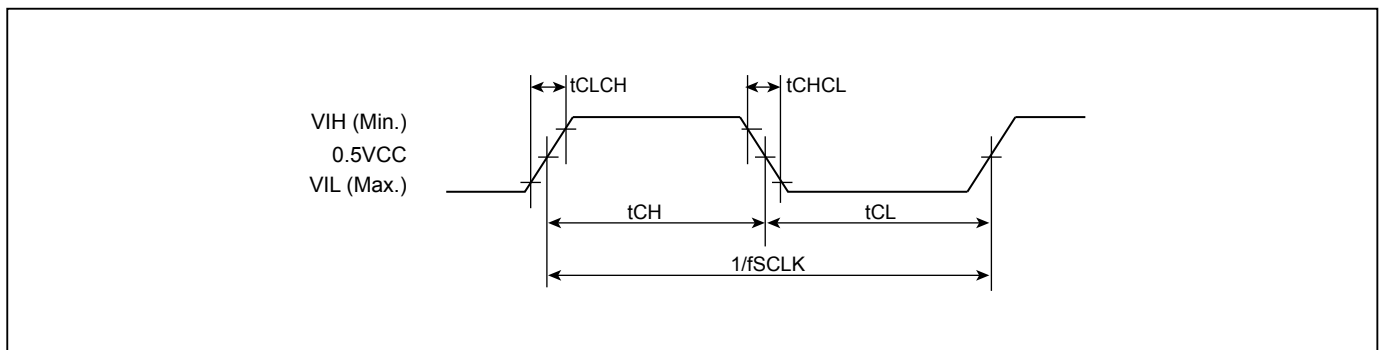 tCLCH
tCHCL
VIH (Min.)
0.5VCC
VIL (Max.)
tCH
tCL
1/fSCLK